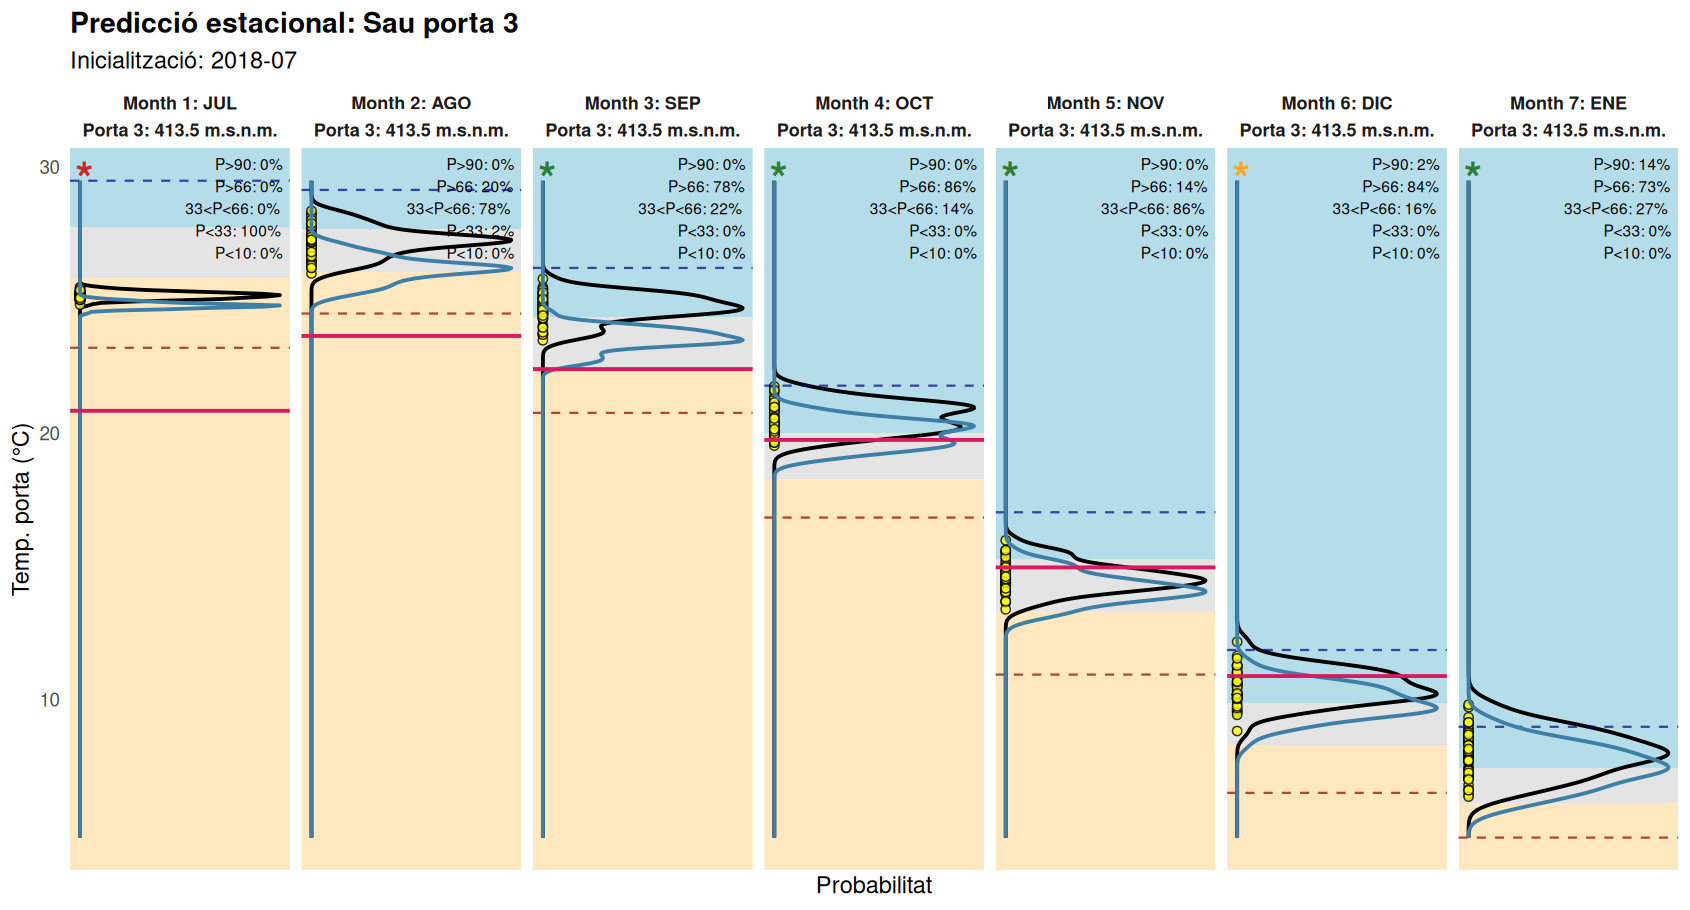 Predicció estacional: Sau porta 3
Inicialització: 2018-07
Month 1: JUL
Porta 3: 413.5 m.s.n.m.
Month 2: AGO
Porta 3: 413.5 m.s.n.m.
Month 3: SEP
Porta 3: 413.5 m.s.n.m.
Month 4: OCT
Porta 3: 413.5 m.s.n.m.
Month 5: NOV
Porta 3: 413.5 m.s.n.m.
Month 6: DIC
Porta 3: 413.5 m.s.n.m.
Month 7: ENE
Porta 3: 413.5 m.s.n.m.
*
P>90: 0%
P>66: 0%
33<P<66: 0%
P<33: 100%
P<10: 0%
P>90: 0%
P>66: 20%
33<P<66: 78%
P<33: 2%
P<10: 0%
*
P>90: 0%
P>66: 78%
33<P<66: 22%
P<33: 0%
P<10: 0%
*
P>90: 0%
P>66: 86%
33<P<66: 14%
P<33: 0%
P<10: 0%
*
P>90: 0%
P>66: 14%
33<P<66: 86%
P<33: 0%
P<10: 0%
*
P>90: 2%
P>66: 84%
33<P<66: 16%
P<33: 0%
P<10: 0%
*
P>90: 14%
P>66: 73%
33<P<66: 27%
P<33: 0%
P<10: 0%
30
20
10
Temp. porta (°C)
Probabilitat